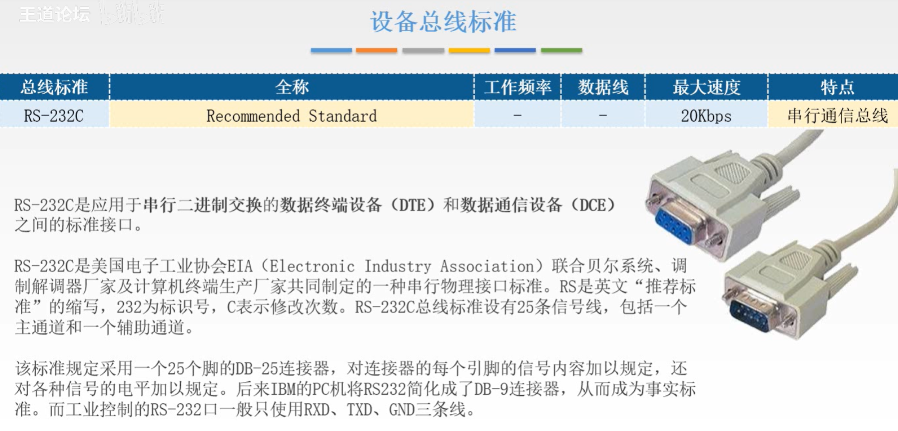 王道论坛
设备总线标准
总线标准 全称 工作频率 数据线 最大速度 特点
RS-232C Recommended Standard - - 20Kbps 串行通信总线
RS-232C是应用于串行二进制交换的数据终端设备（DTE）和数据通信设备（DCE）
之间的标准接口。
RS-232C是美国电子工业协会EIA（Electronic Industry Association）联合贝尔系统、调
制解调器厂家及计算机终端生产厂家共同制定的一种串行物理接口标准。RS是英文“推荐标
准”的缩写，232为标识号，C表示修改次数。RS-232C总线标准设有25条信号线，包括一个
主通道和一个辅助通道。
该标准规定采用一个25个脚的DB-25连接器，对连接器的每个引脚的信号内容加以规定，还
对各种信号的电平加以规定。后来IBM的PC机将RS232简化成了DB-9连接器，从而成为事实标
准。而工业控制的RS-232口一般只使用RXD、TXD、GND三条线。